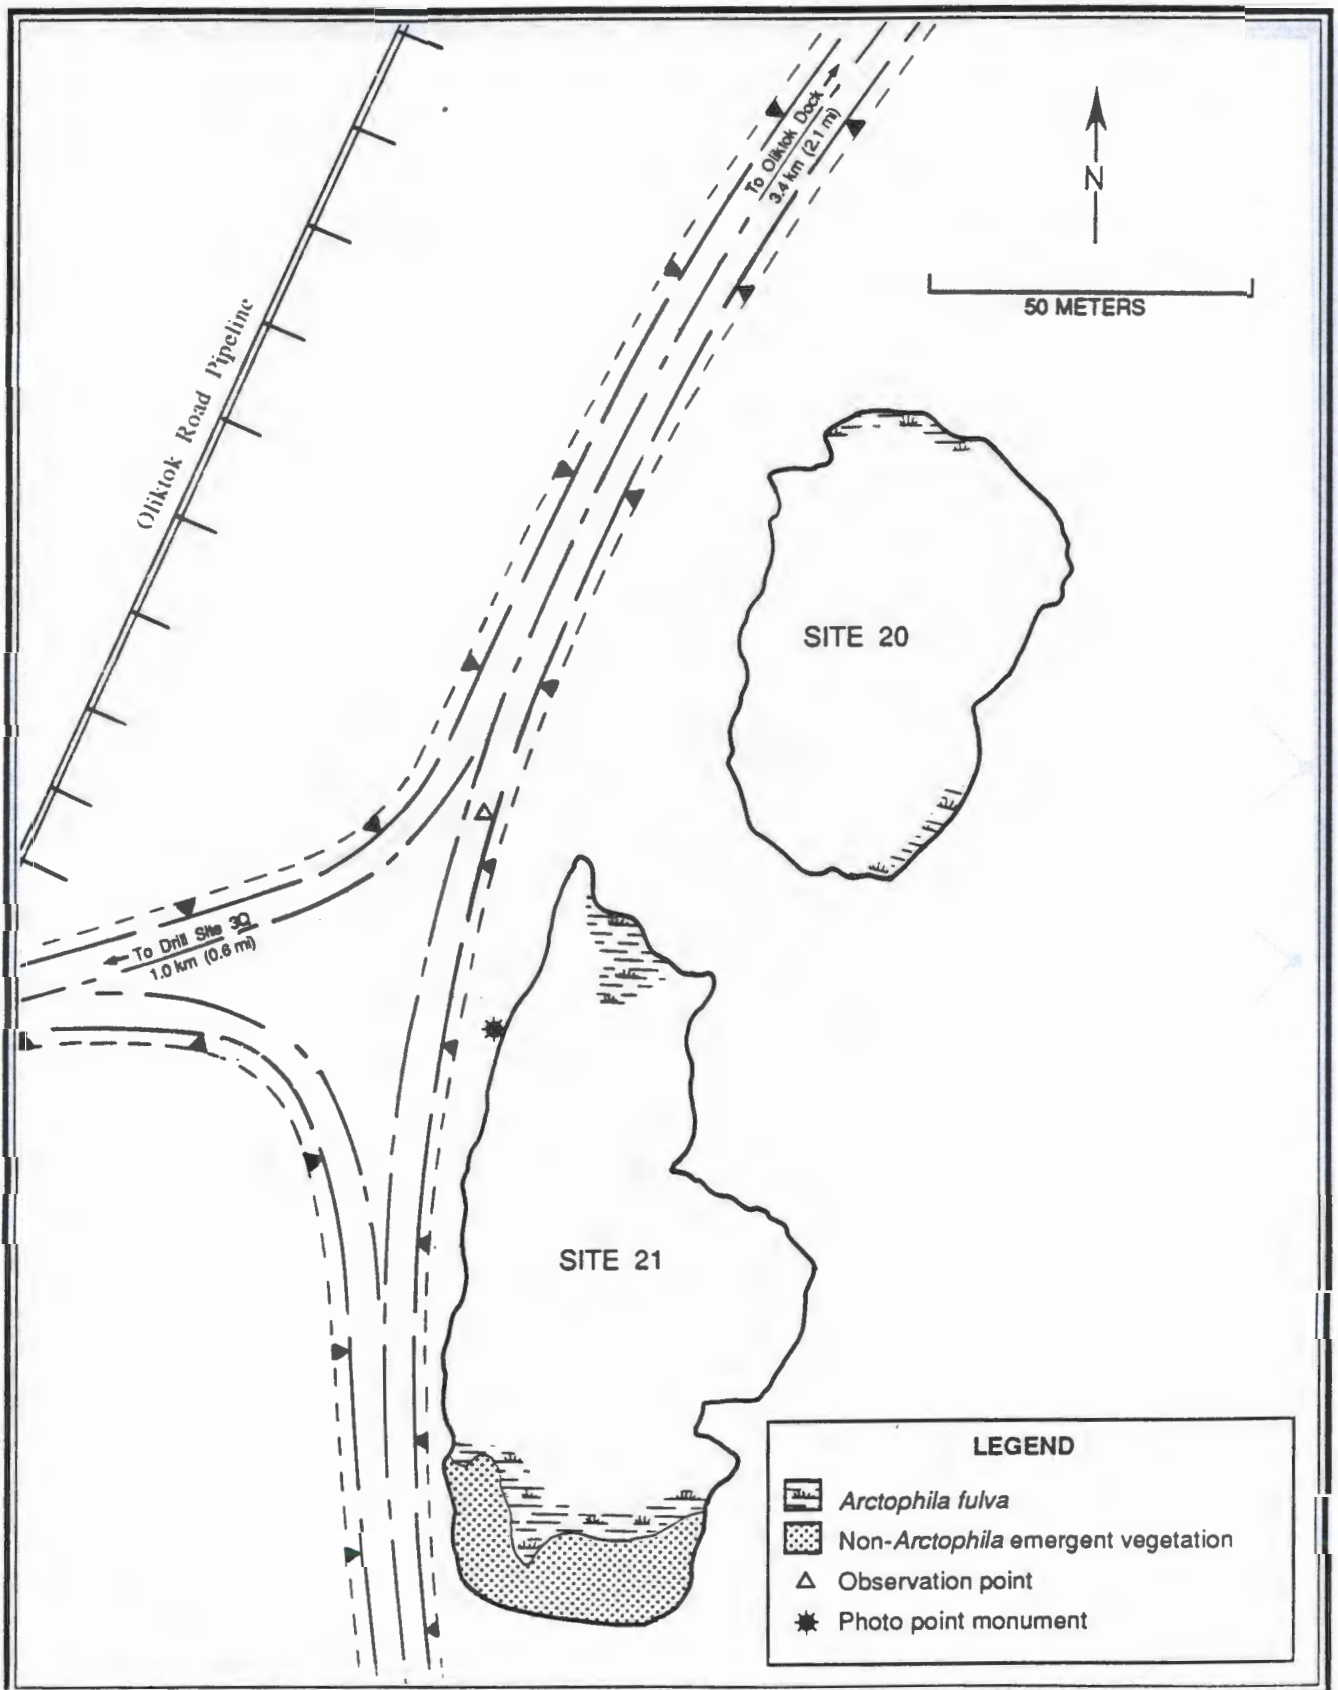 To Oliktok Dock
3.4 km (2.1 mi)
N
50 METERS
Oliktok Road Pipeline
SITE 20
To Drill Site 3Q
1.0 km (0.6 mi)
SITE 21
LEGEND
Arctophila fulva
Non-Arctophila emergent vegetation
Observation point
Photo point monument